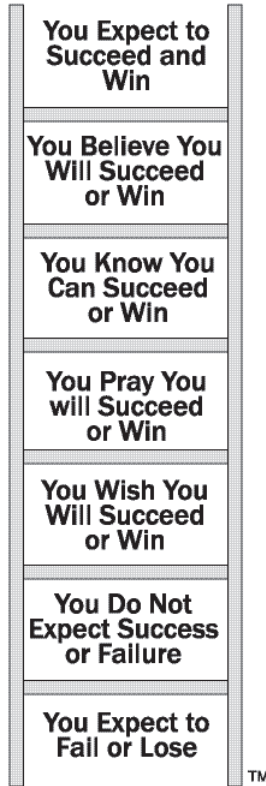 You Expect to
Succeed and
Win
You Believe You
Will Succeed
or Win
You Know You
Can Succeed
or Win
You Pray You
will Succeed
or Win
You Wish You
Will Succeed
or Win
You Do Not
Expect Success
or Failure
You Expect to
Fail or Lose
TM